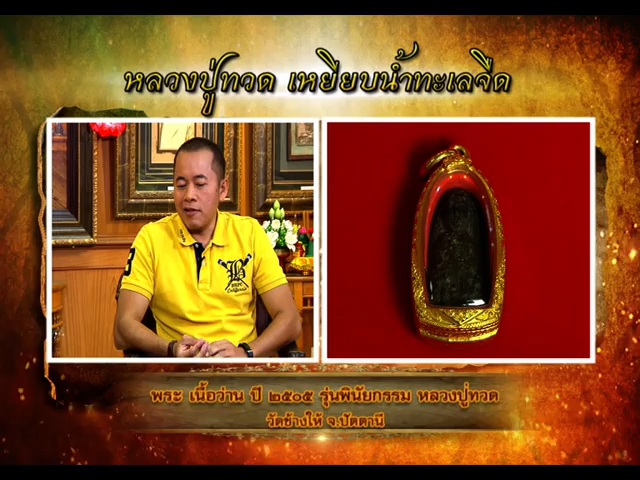 หลวงปู่ทวด เหยียบน้ำทะเลจืด
B
พระ เนื้อว่าน ปี ๒๕๐๕ รุ่นพินัยกรรม หลวงปู่ทวด
วัดช้างให้ จ.ปัตตานี